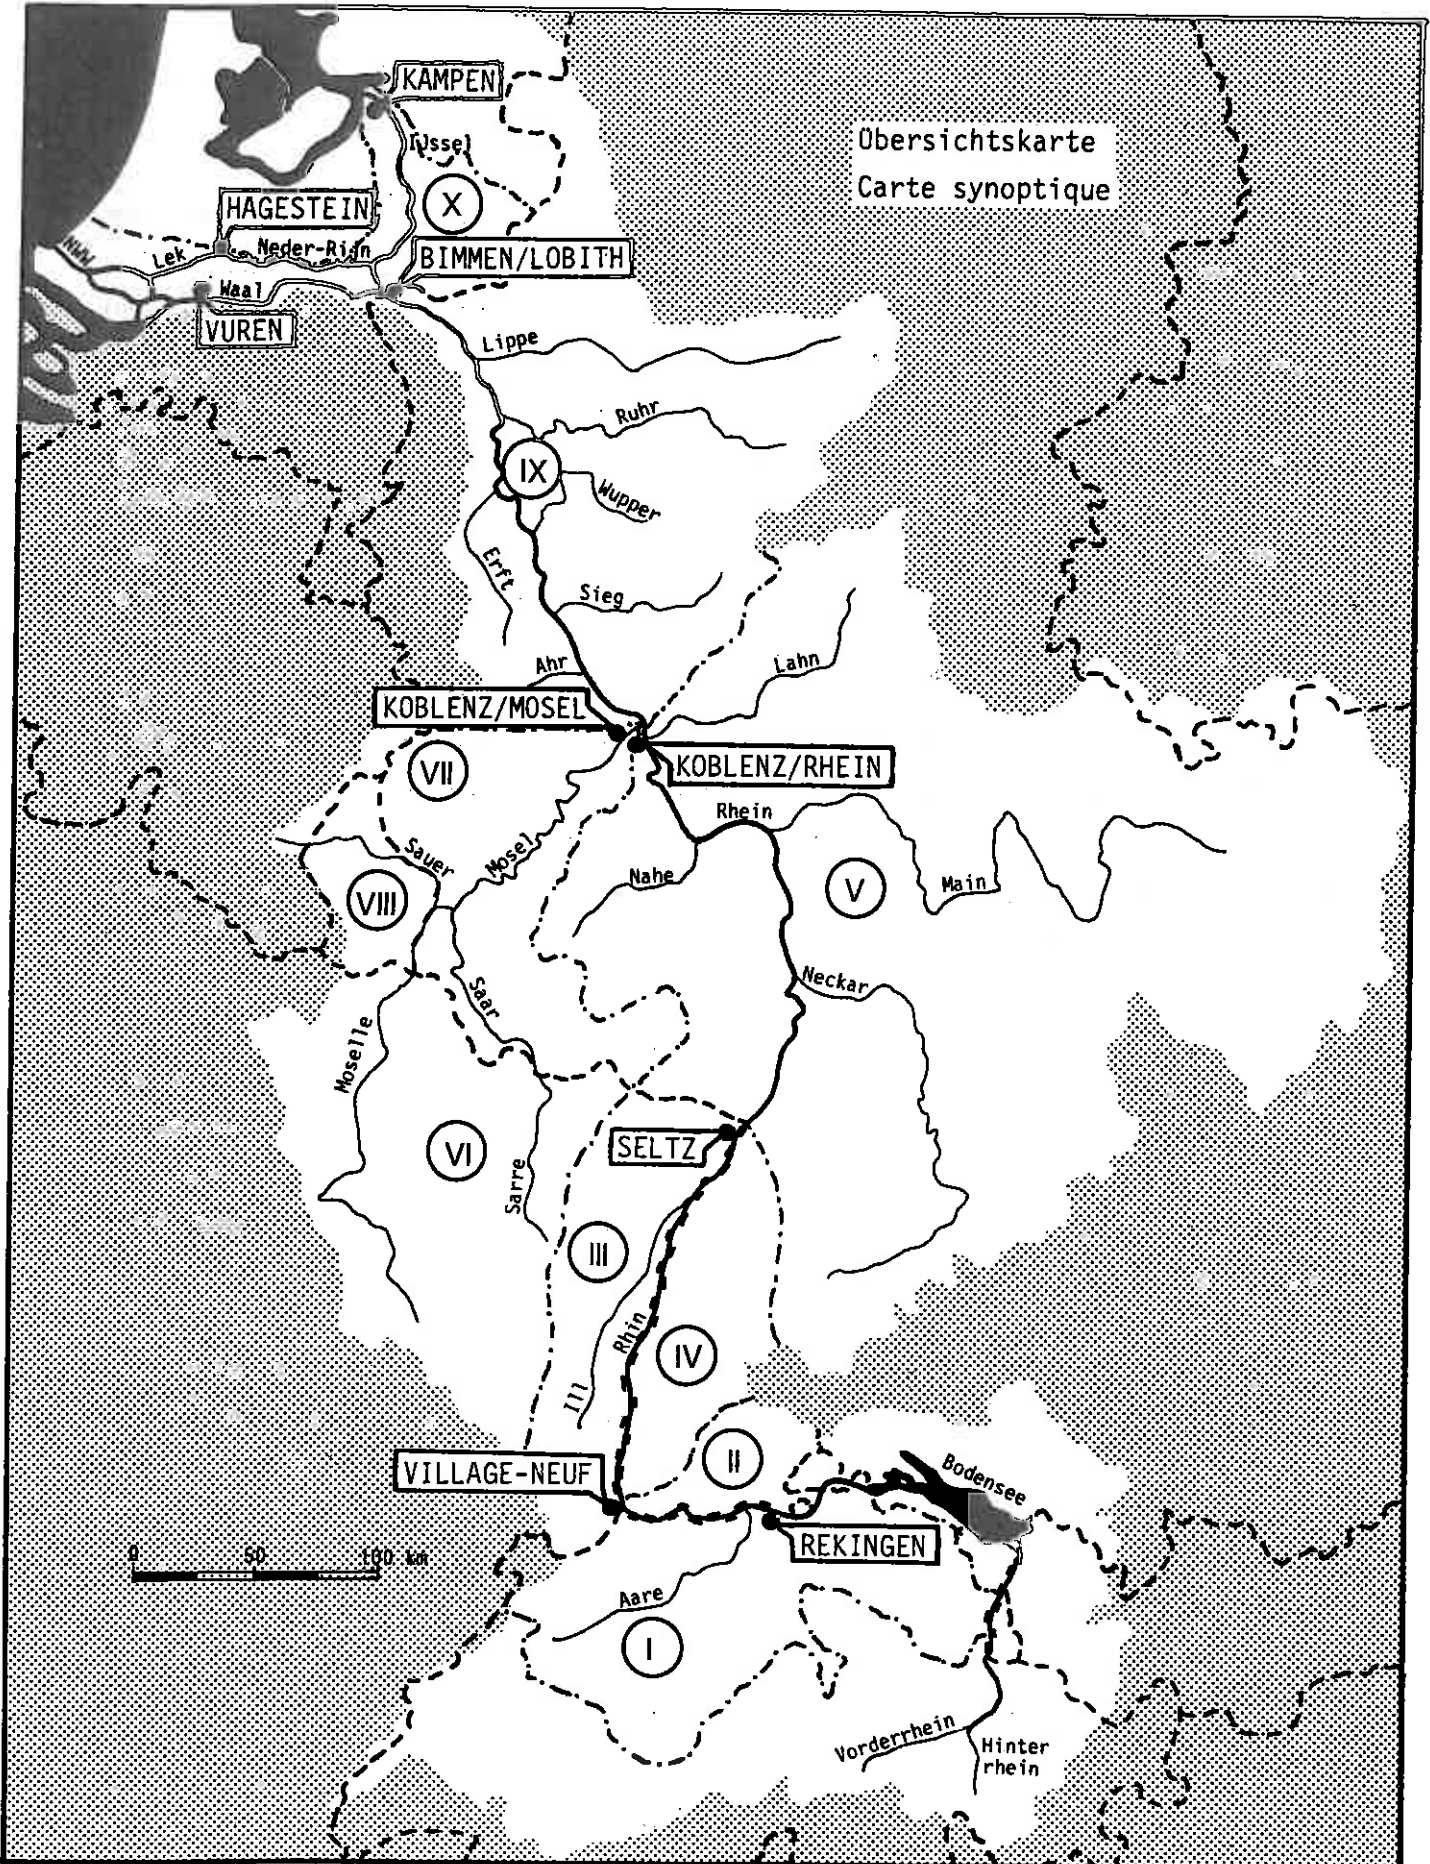 KAMPEN
IJssel
Übersichtskarte
Carte synoptique
X
HAGESTEIN
Neder-Rijn
Lek
NWW
BIMMEN/LOBITH
Waal
VUREN
Lippe
Ruhr
IX
Wupper
Erft
Sieg
Ahr
Lahn
KOBLENZ/MOSEL
KOBLENZ/RHEIN
VII
Rhein
Sauer
Mosel
Nahe
Main
V
VIII
Saar
Neckar
Moselle
SELTZ
VI
Sarre
III
Rhin
IV
Ill
II
VILLAGE-NEUF
Bodensee
REKINGEN
0 50 100 km
Aare
I
Vorderrhein
Hinter
rhein